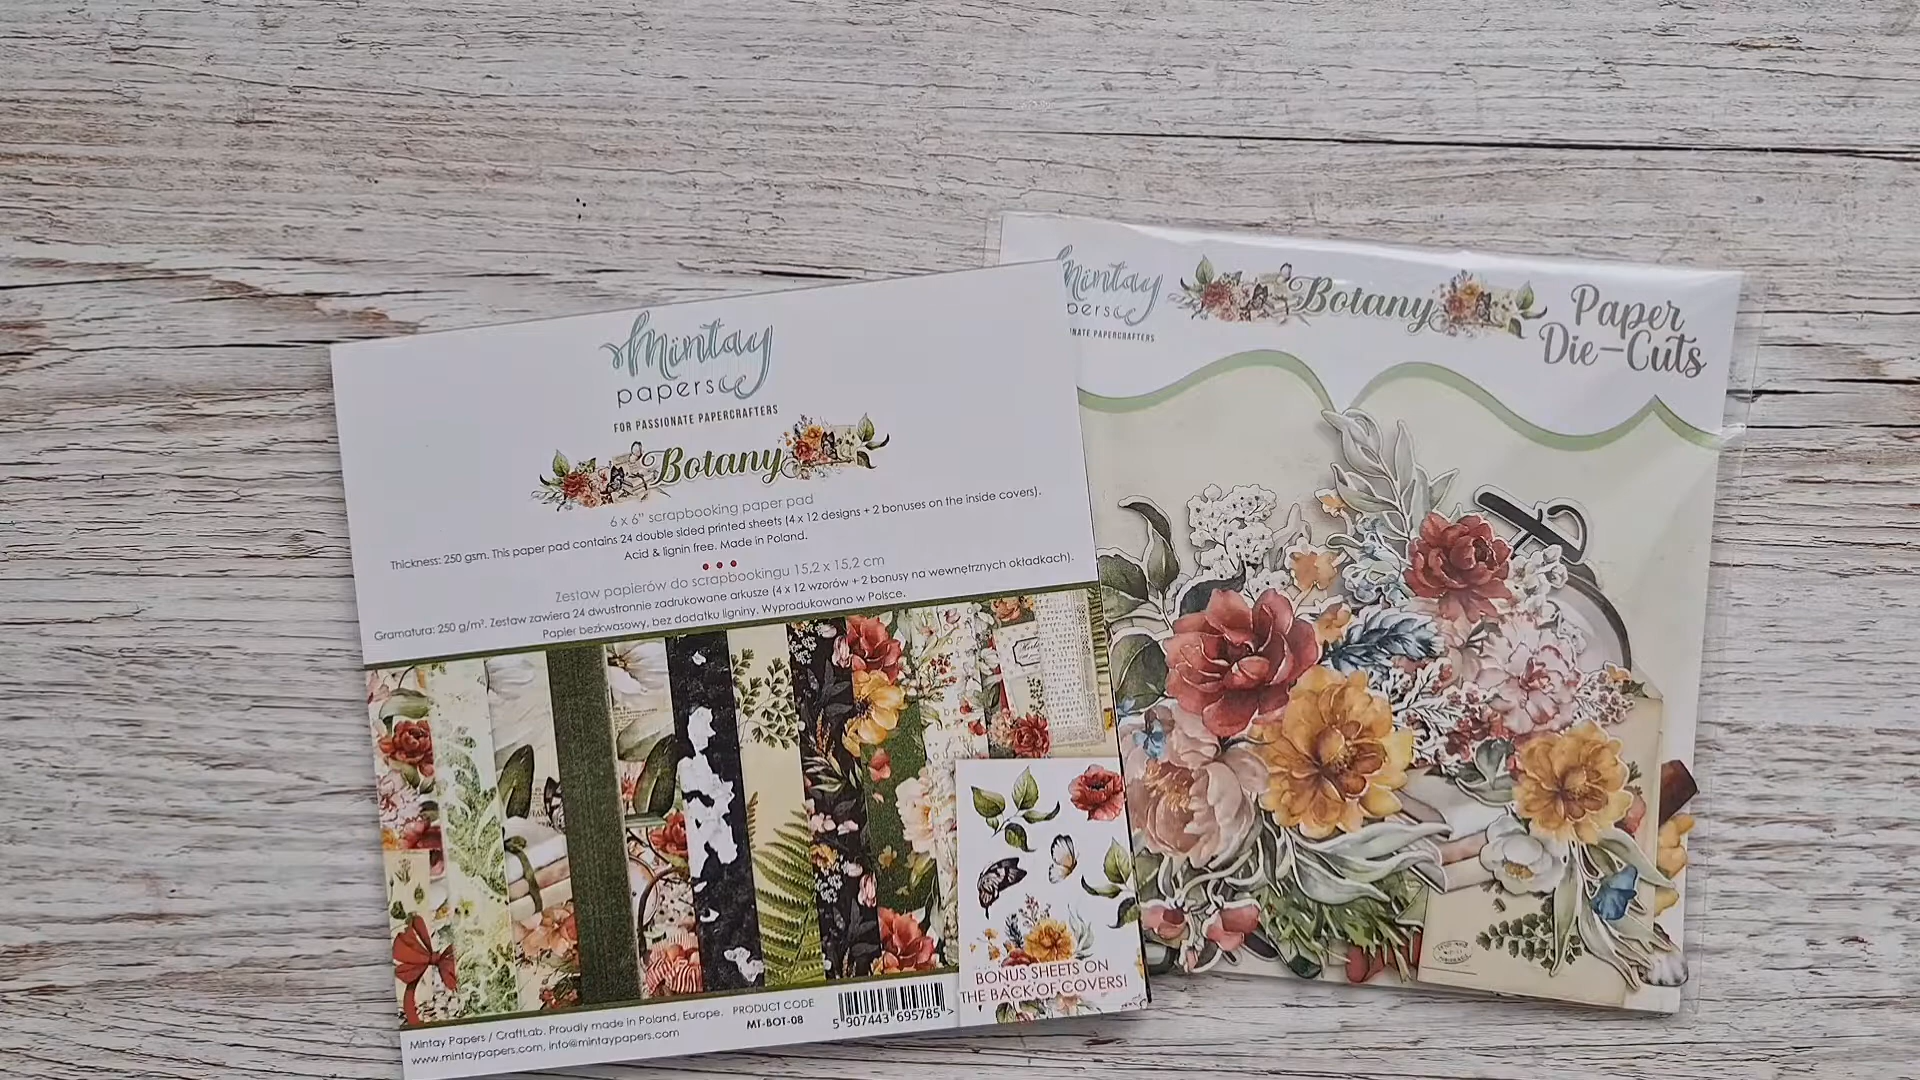 Mintay
papers
FOR PASSIONATE PAPERCRAFTERS
Botany
6 x 6" scrapbooking paper pad
Thickness: 250 gsm. This paper pad contains 24 double sided printed sheets (4 x 12 designs + 2 bonuses on the inside covers).
Acid & lignin free. Made in Poland.
Zestaw papierów do scrapbookingu 15,2 x 15,2 cm
Gramatura: 250 g/m². Zestaw zawiera 24 dwustronnie zadrukowane arkusze (4 x 12 wzorów + 2 bonusy na wewnętrznych okładkach).
Papier bezkwasowy, bez dodatku ligniny. Wyprodukowano w Polsce.
BONUS SHEETS ON
THE BACK OF COVERS!
Mintay Papers / CraftLab. Proudly made in Poland, Europe.
www.mintaypapers.com, info@mintaypapers.com
PRODUCT CODE
MT-BOT-08
5 907443 695785 >
Mintay
pers
NATE PAPERCRAFTERS
Botany
Paper
Die-Cuts